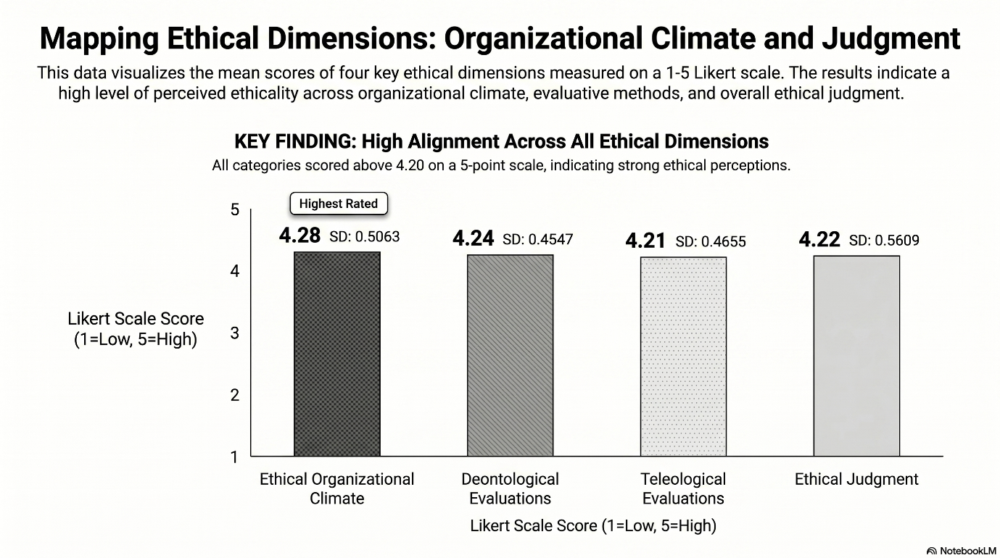 Mapping Ethical Dimensions: Organizational Climate and Judgment
This data visualizes the mean scores of four key ethical dimensions measured on a 1-5 Likert scale. The results indicate a
high level of perceived ethicality across organizational climate, evaluative methods, and overall ethical judgment.
KEY FINDING: High Alignment Across All Ethical Dimensions
All categories scored above 4.20 on a 5-point scale, indicating strong ethical perceptions.
Highest Rated
5
4.28 SD: 0.5063
4.24 SD: 0.4547
4.21 SD: 0.4655
4.22 SD: 0.5609
4
Likert Scale Score
(1=Low, 5=High)
3
2
1
Ethical Organizational
Climate
Deontological
Evaluations
Teleological
Evaluations
Ethical Judgment
Likert Scale Score (1=Low, 5=High)
NotebookLM